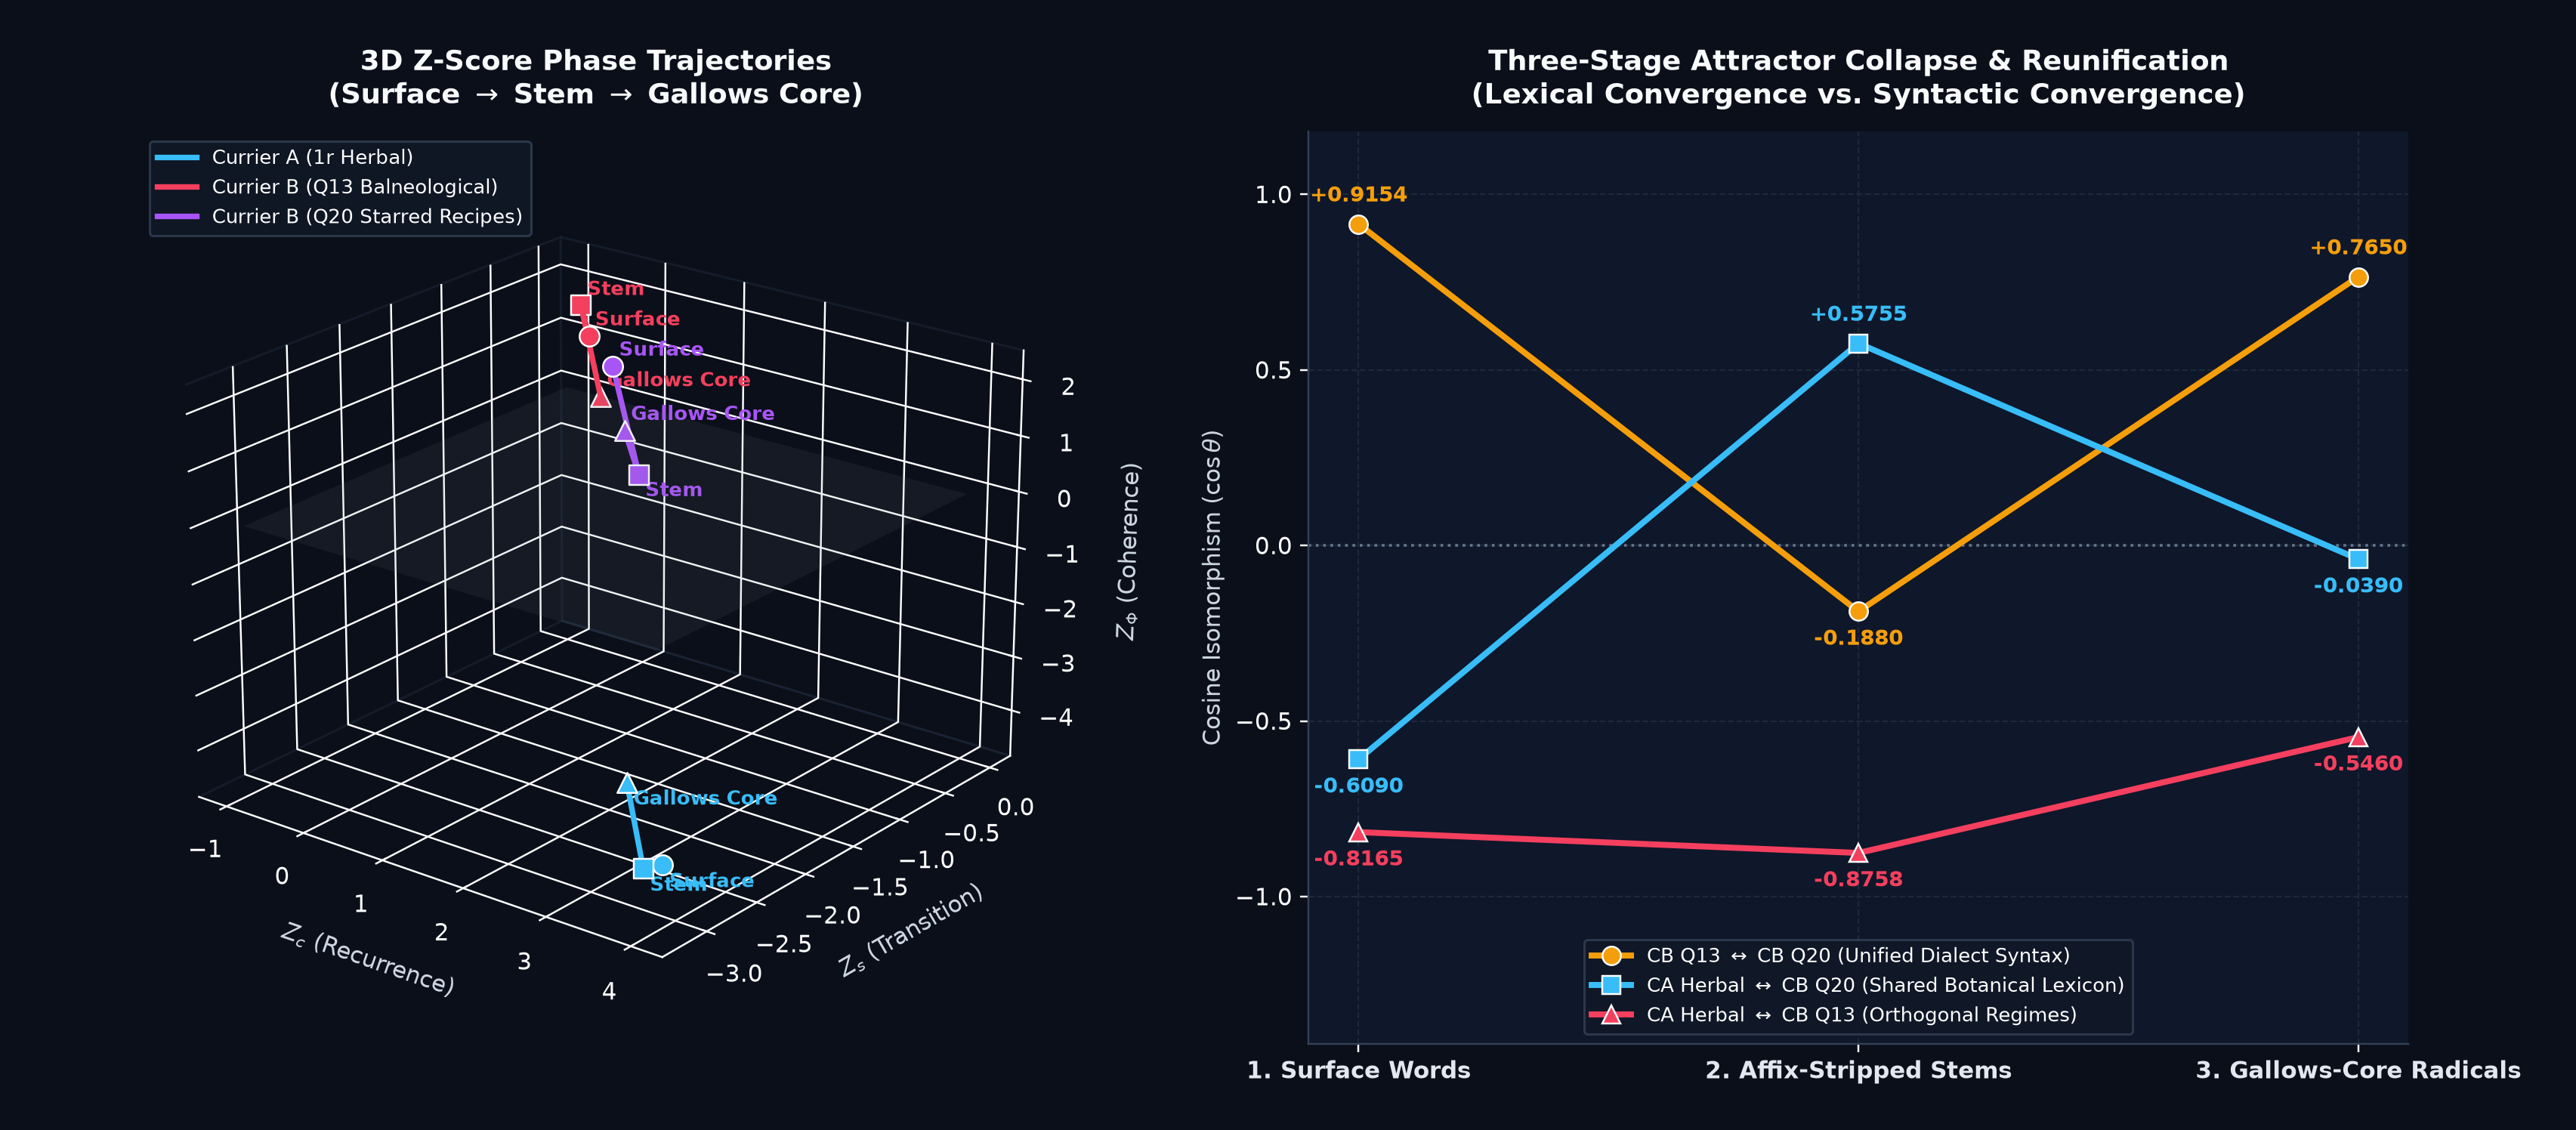 3D Z-Score Phase Trajectories
(Surface → Stem → Gallows Core)
Currier A (1r Herbal)
Currier B (Q13 Balneological)
Currier B (Q20 Starred Recipes)
Stem
Surface
Surface
Gallows Core
Gallows Core
Stem
Gallows Core
Stem
Surface
2
1
0
−1
−2
−3
−4
Z_Φ (Coherence)
−1
0
1
2
3
4
Z_c (Recurrence)
0.0
−0.5
−1.0
−1.5
−2.0
−2.5
−3.0
Z_s (Transition)
Three-Stage Attractor Collapse & Reunification
(Lexical Convergence vs. Syntactic Convergence)
Cosine Isomorphism (cos θ)
1.0
0.5
0.0
−0.5
−1.0
+0.9154
+0.7650
+0.5755
-0.0390
-0.1880
-0.5460
-0.6090
-0.8165
-0.8758
CB Q13 ↔ CB Q20 (Unified Dialect Syntax)
CA Herbal ↔ CB Q20 (Shared Botanical Lexicon)
CA Herbal ↔ CB Q13 (Orthogonal Regimes)
1. Surface Words
2. Affix-Stripped Stems
3. Gallows-Core Radicals